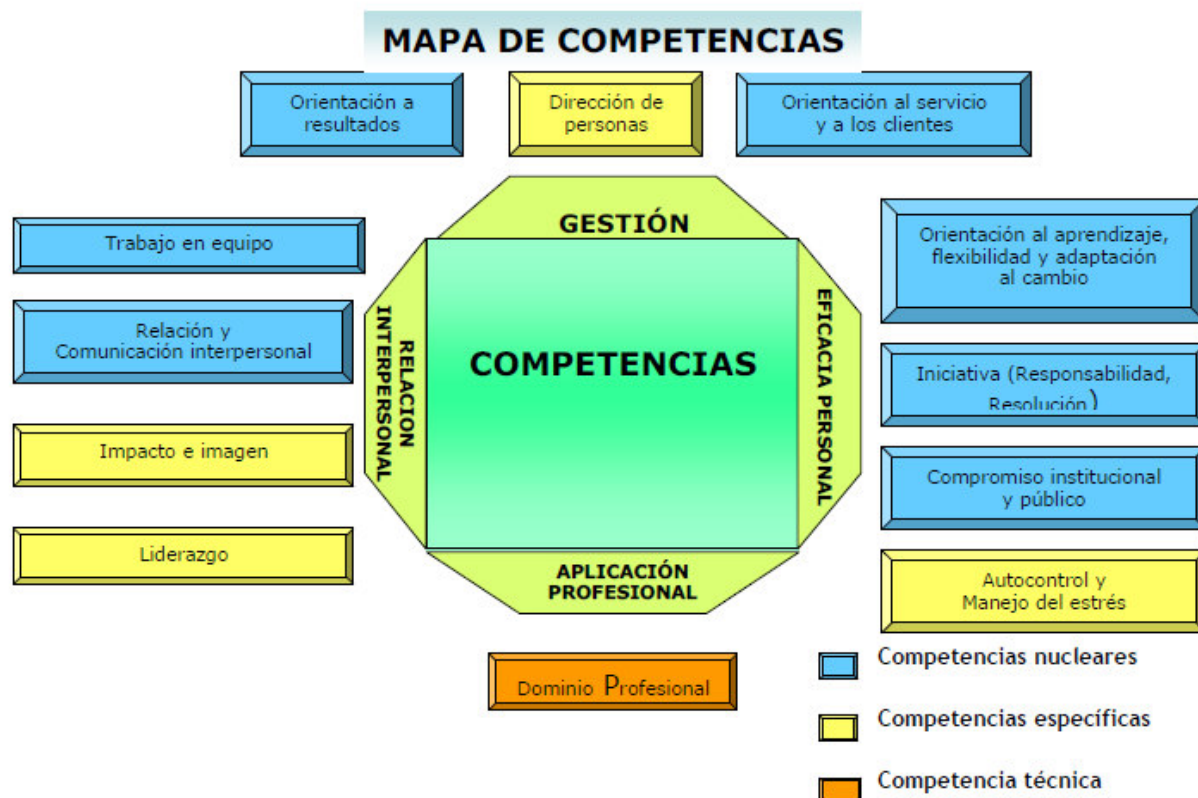 MAPA DE COMPETENCIAS
Orientación a
resultados
Dirección de
personas
Orientación al servicio
y a los clientes
GESTIÓN
Trabajo en equipo
Relación y
Comunicación interpersonal
Impacto e imagen
Liderazgo
RELACION
INTERPERSONAL
COMPETENCIAS
EFICACIA PERSONAL
Orientación al aprendizaje,
flexibilidad y adaptación
al cambio
Iniciativa (Responsabilidad,
Resolución)
Compromiso institucional
y público
Autocontrol y
Manejo del estrés
APLICACIÓN
PROFESIONAL
Dominio Profesional
Competencias nucleares
Competencias específicas
Competencia técnica